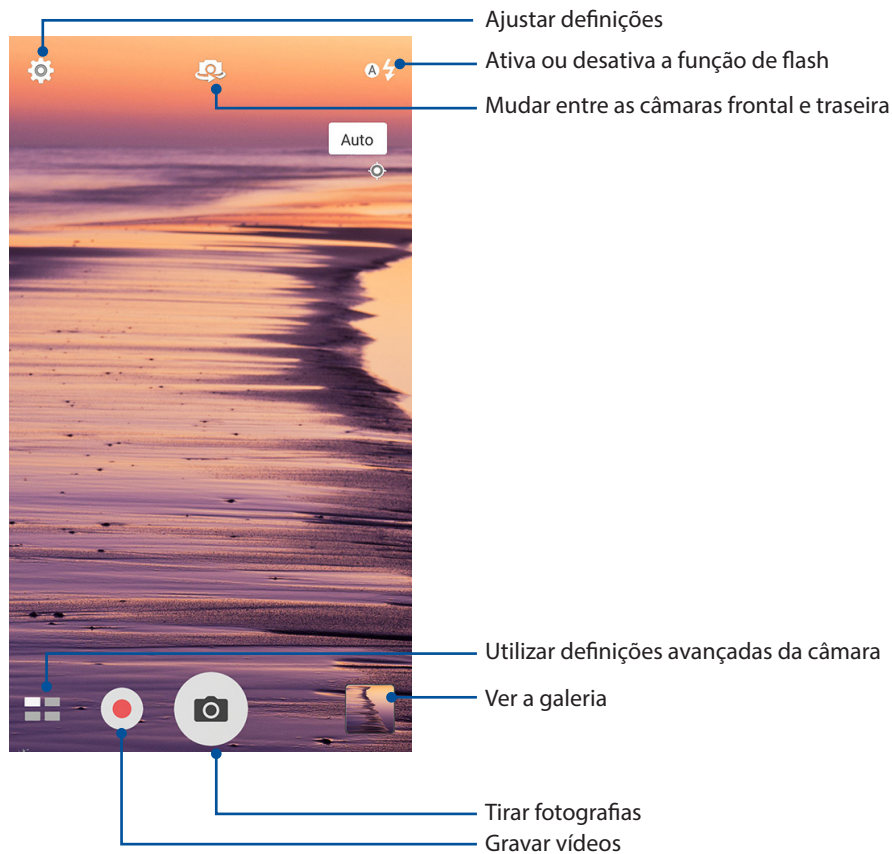 Ajustar definições
Ativa ou desativa a função de flash
A
Mudar entre as câmaras frontal e traseira
Auto
Utilizar definições avançadas da câmara
Ver a galeria
Tirar fotografias
Gravar vídeos